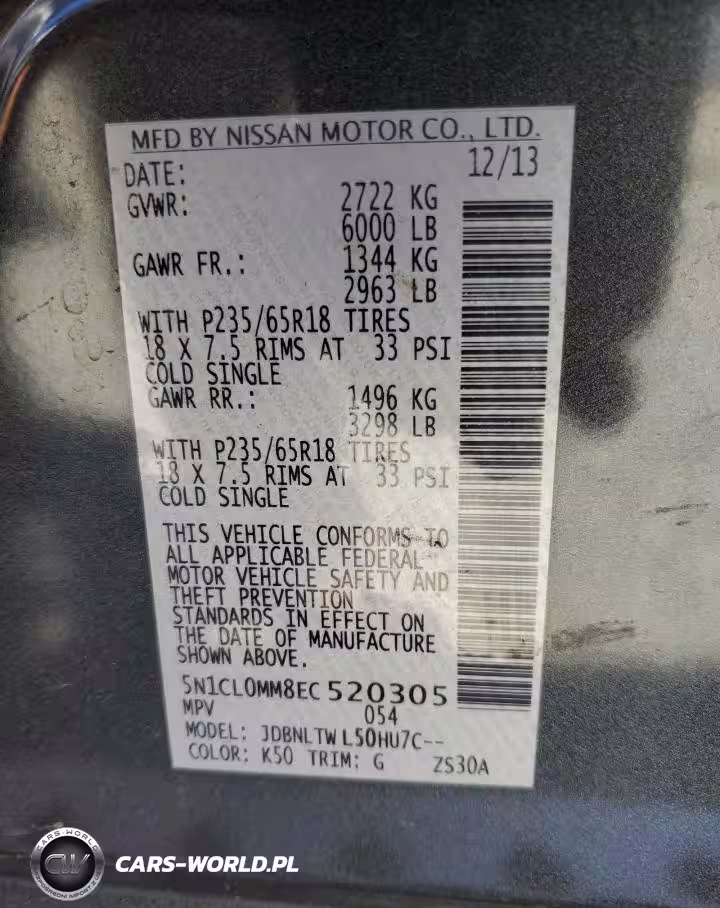 MFD BY NISSAN MOTOR CO., LTD.
DATE: 12/13
GVWR: 2722 KG
6000 LB
GAWR FR.: 1344 KG
2963 LB
WITH P235/65R18 TIRES
18 X 7.5 RIMS AT 33 PSI
COLD SINGLE
GAWR RR.: 1496 KG
3298 LB
WITH P235/65R18 TIRES
18 X 7.5 RIMS AT 33 PSI
COLD SINGLE
THIS VEHICLE CONFORMS TO
ALL APPLICABLE FEDERAL
MOTOR VEHICLE SAFETY AND
THEFT PREVENTION
STANDARDS IN EFFECT ON
THE DATE OF MANUFACTURE
SHOWN ABOVE.
5N1CL0MM8EC520305
MPV 054
MODEL: JDBNLTWL50HU7C--
COLOR: K50 TRIM: G ZS30A
CARS-WORLD
CW
CARS-WORLD.PL